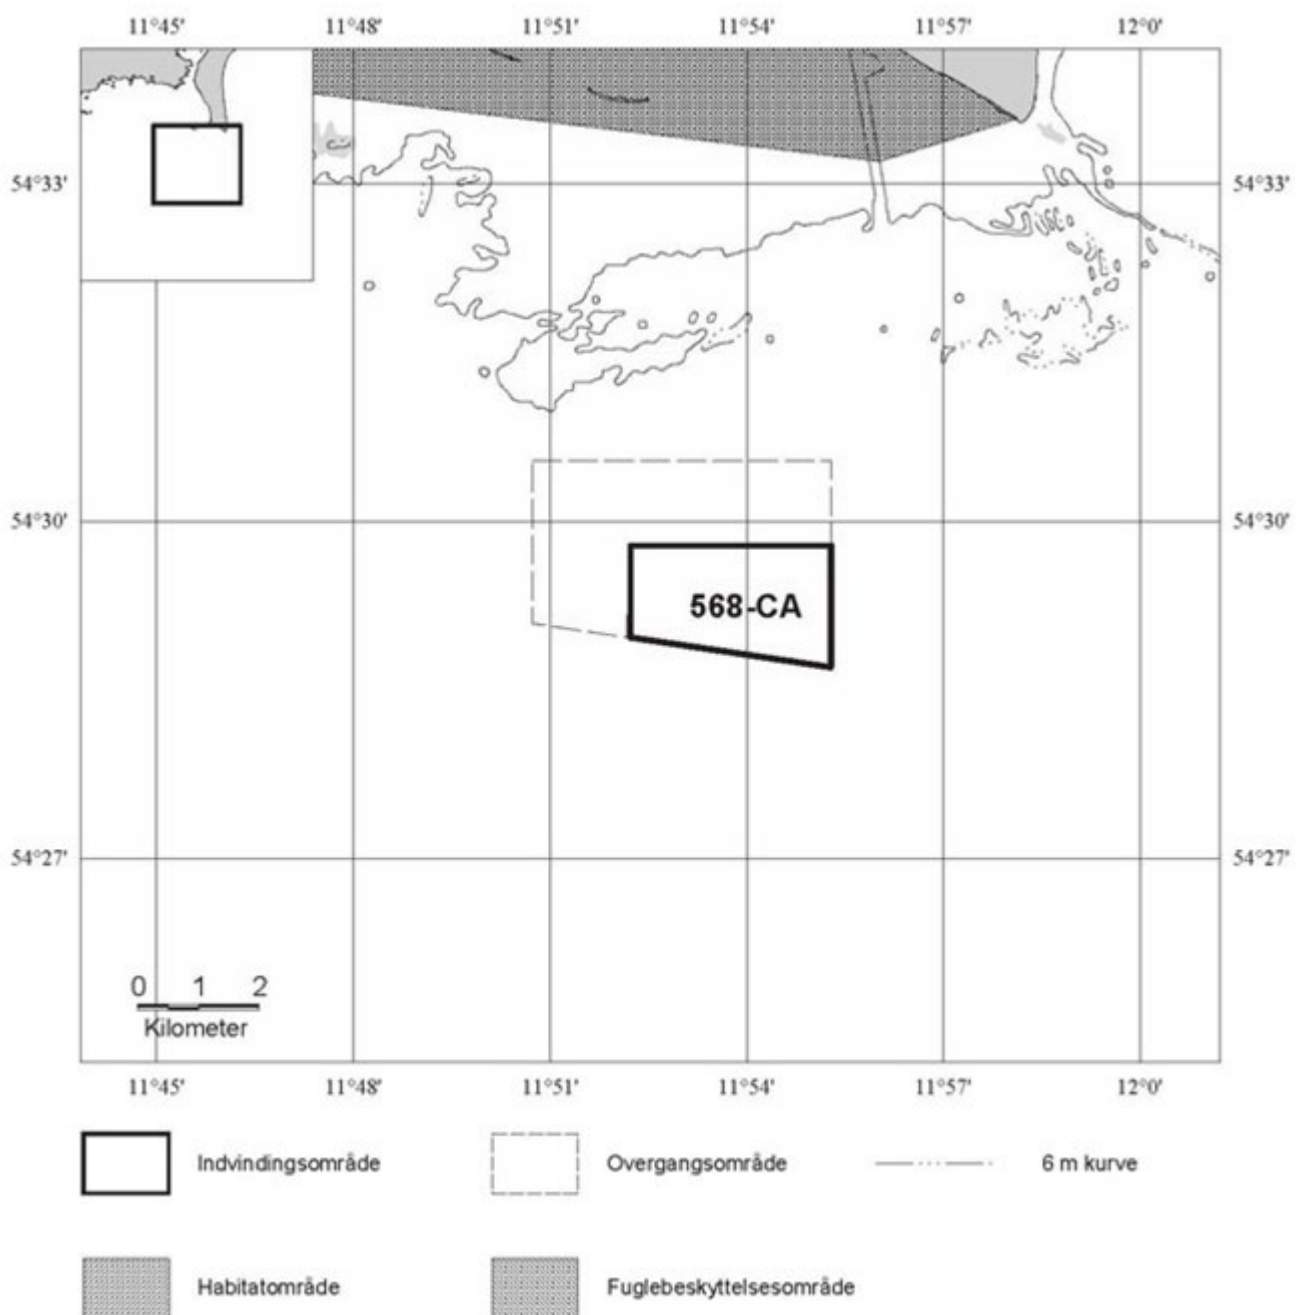 11°45' 11°48' 11°51' 11°54' 11°57' 12°0'
54°33' 54°33'
54°30' 54°30'
568-CA
54°27' 54°27'
0 1 2
Kilometer
11°45' 11°48' 11°51' 11°54' 11°57' 12°0'
Indvindingsområde Overgangsområde 6 m kurve
Habitatområde Fuglebeskyttelsesområde